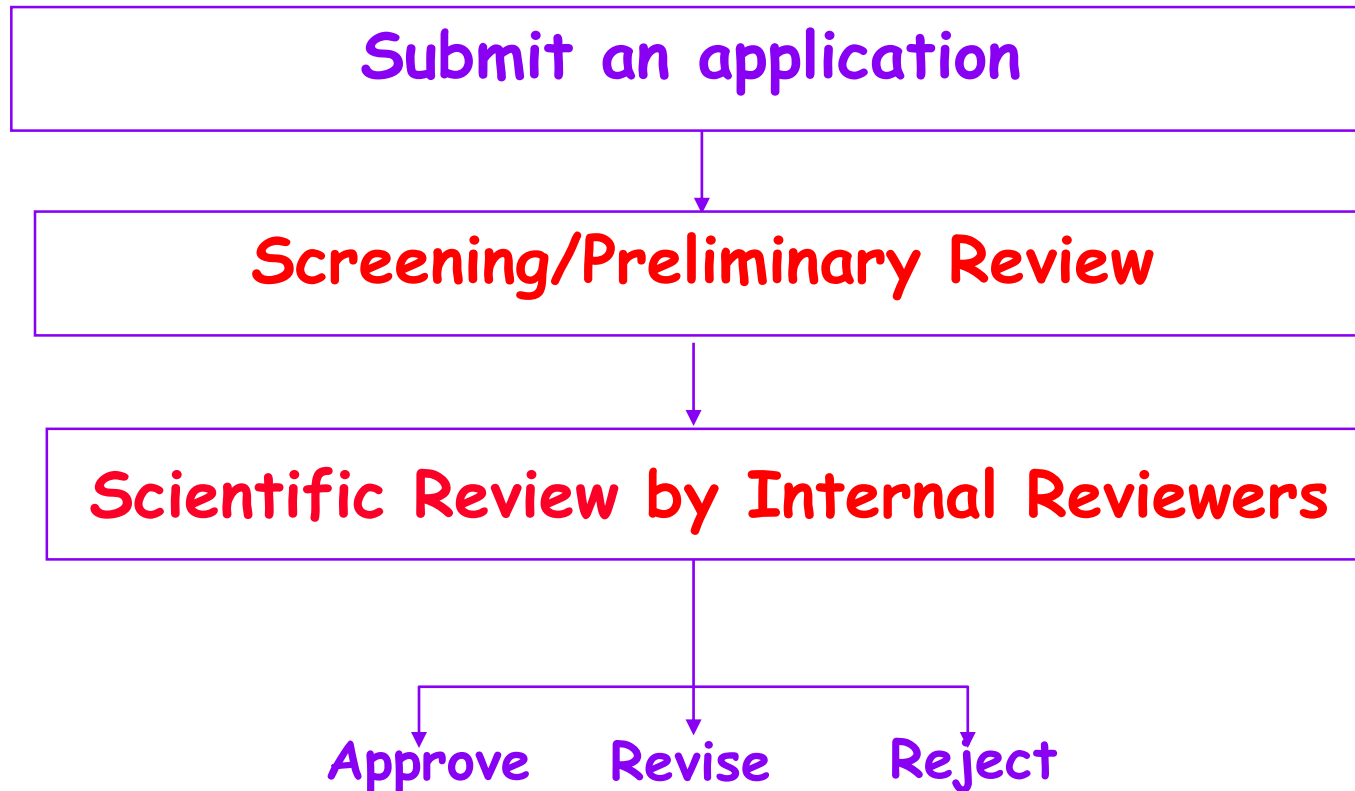 Submit an application
Screening/Preliminary Review
Scientific Review by Internal Reviewers
Approve Revise Reject